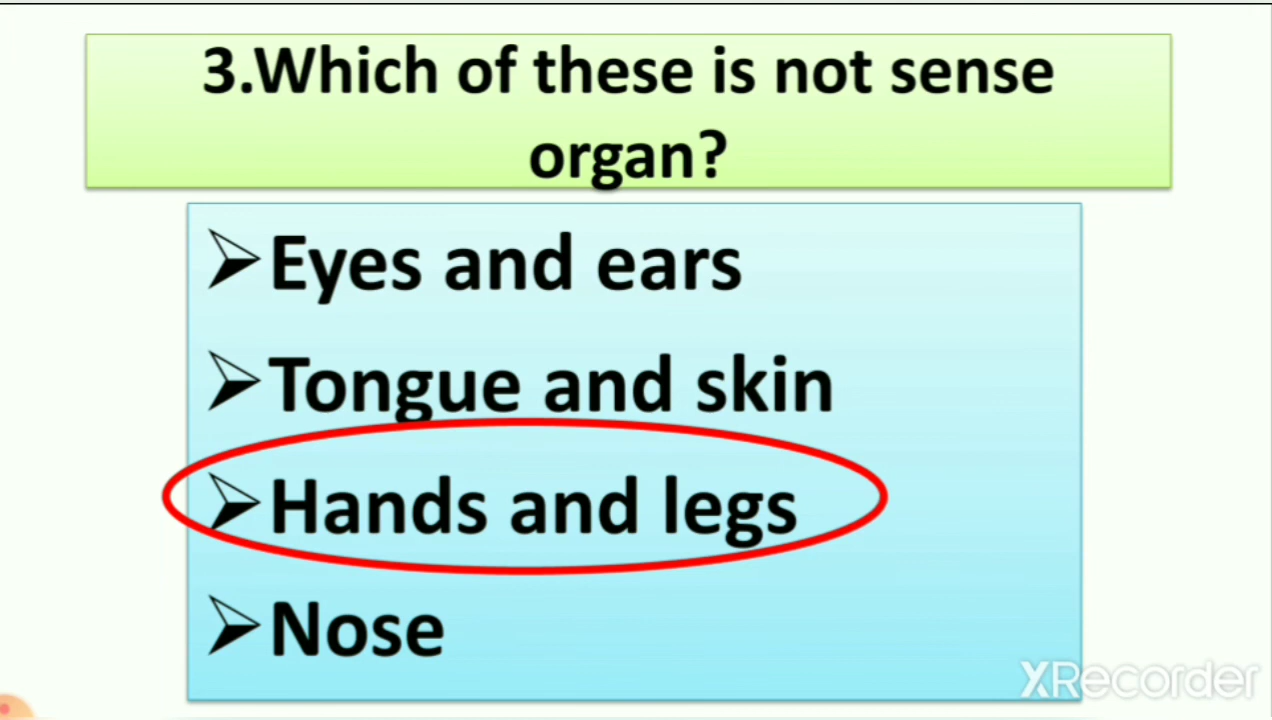 3.Which of these is not sense
organ?
Eyes and ears
Tongue and skin
Hands and legs
Nose
XRecorder